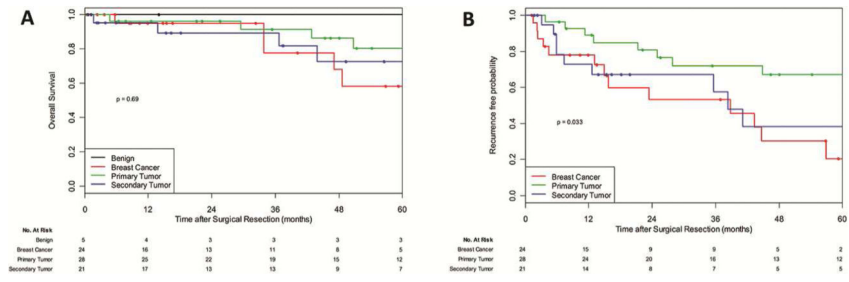 A
Overall Survival
1.0
0.8
0.6
0.4
0.2
0.0
p = 0.69
Benign
Breast Cancer
Primary Tumor
Secondary Tumor
0 12 24 36 48 60
Time after Surgical Resection (months)
No. At Risk
Benign 5 4 3 3 3 3
Breast Cancer 24 16 13 11 8 5
Primary Tumor 28 25 22 19 15 12
Secondary Tumor 21 17 13 13 9 7
B
Recurrence free probability
1.0
0.8
0.6
0.4
0.2
0.0
p = 0.033
Breast Cancer
Primary Tumor
Secondary Tumor
0 12 24 36 48 60
Time after Surgical Resection (months)
No. At Risk
Breast Cancer 24 15 9 9 5 2
Primary Tumor 28 24 20 16 13 12
Secondary Tumor 21 14 8 7 5 5